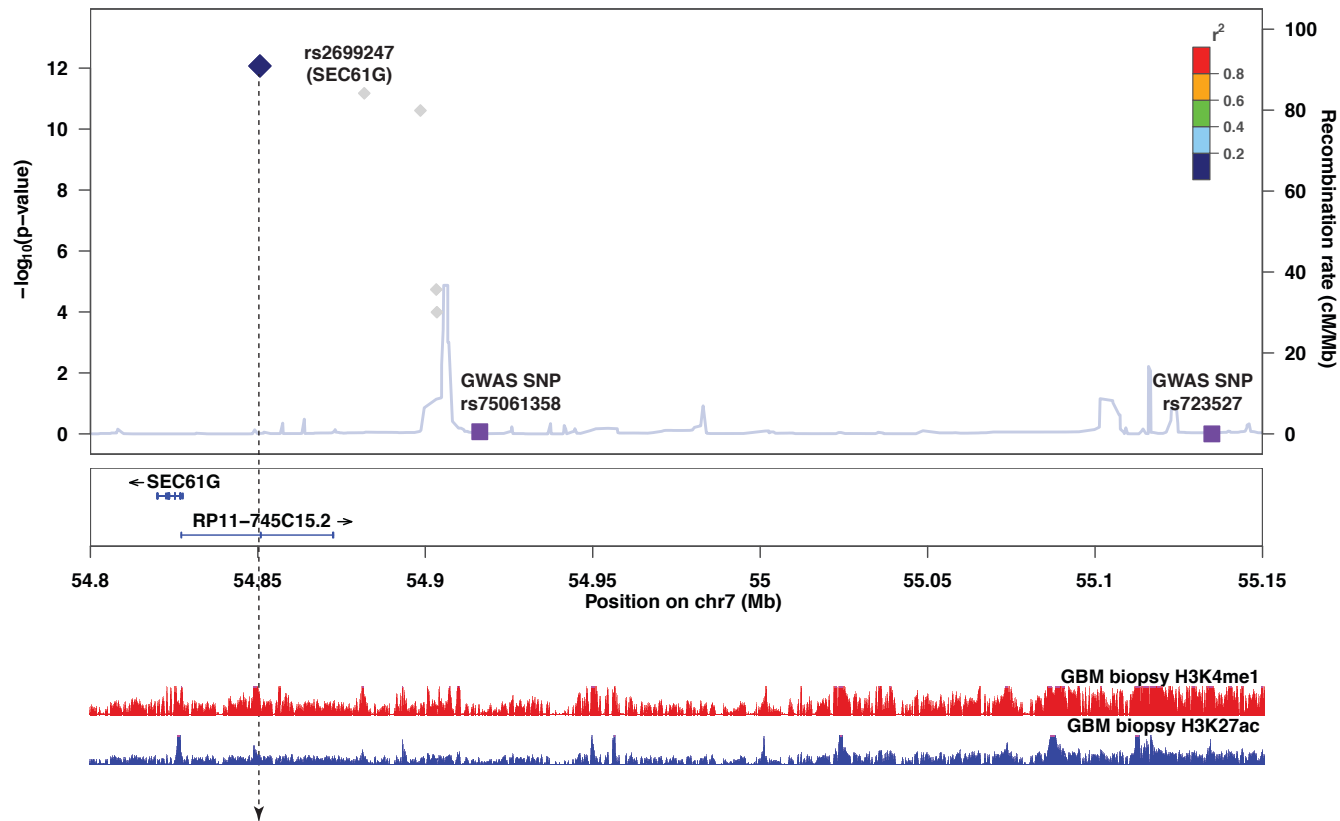 rs2699247
(SEC61G)
r2
0.8
0.6
0.4
0.2
12
10
8
6
4
2
0
−log10(p−value)
100
80
60
40
20
0
Recombination rate (cM/Mb)
GWAS SNP
rs75061358
GWAS SNP
rs723527
←SEC61G
RP11−745C15.2 →
54.8 54.85 54.9 54.95 55 55.05 55.1 55.15
Position on chr7 (Mb)
GBM biopsy H3K4me1
GBM biopsy H3K27ac